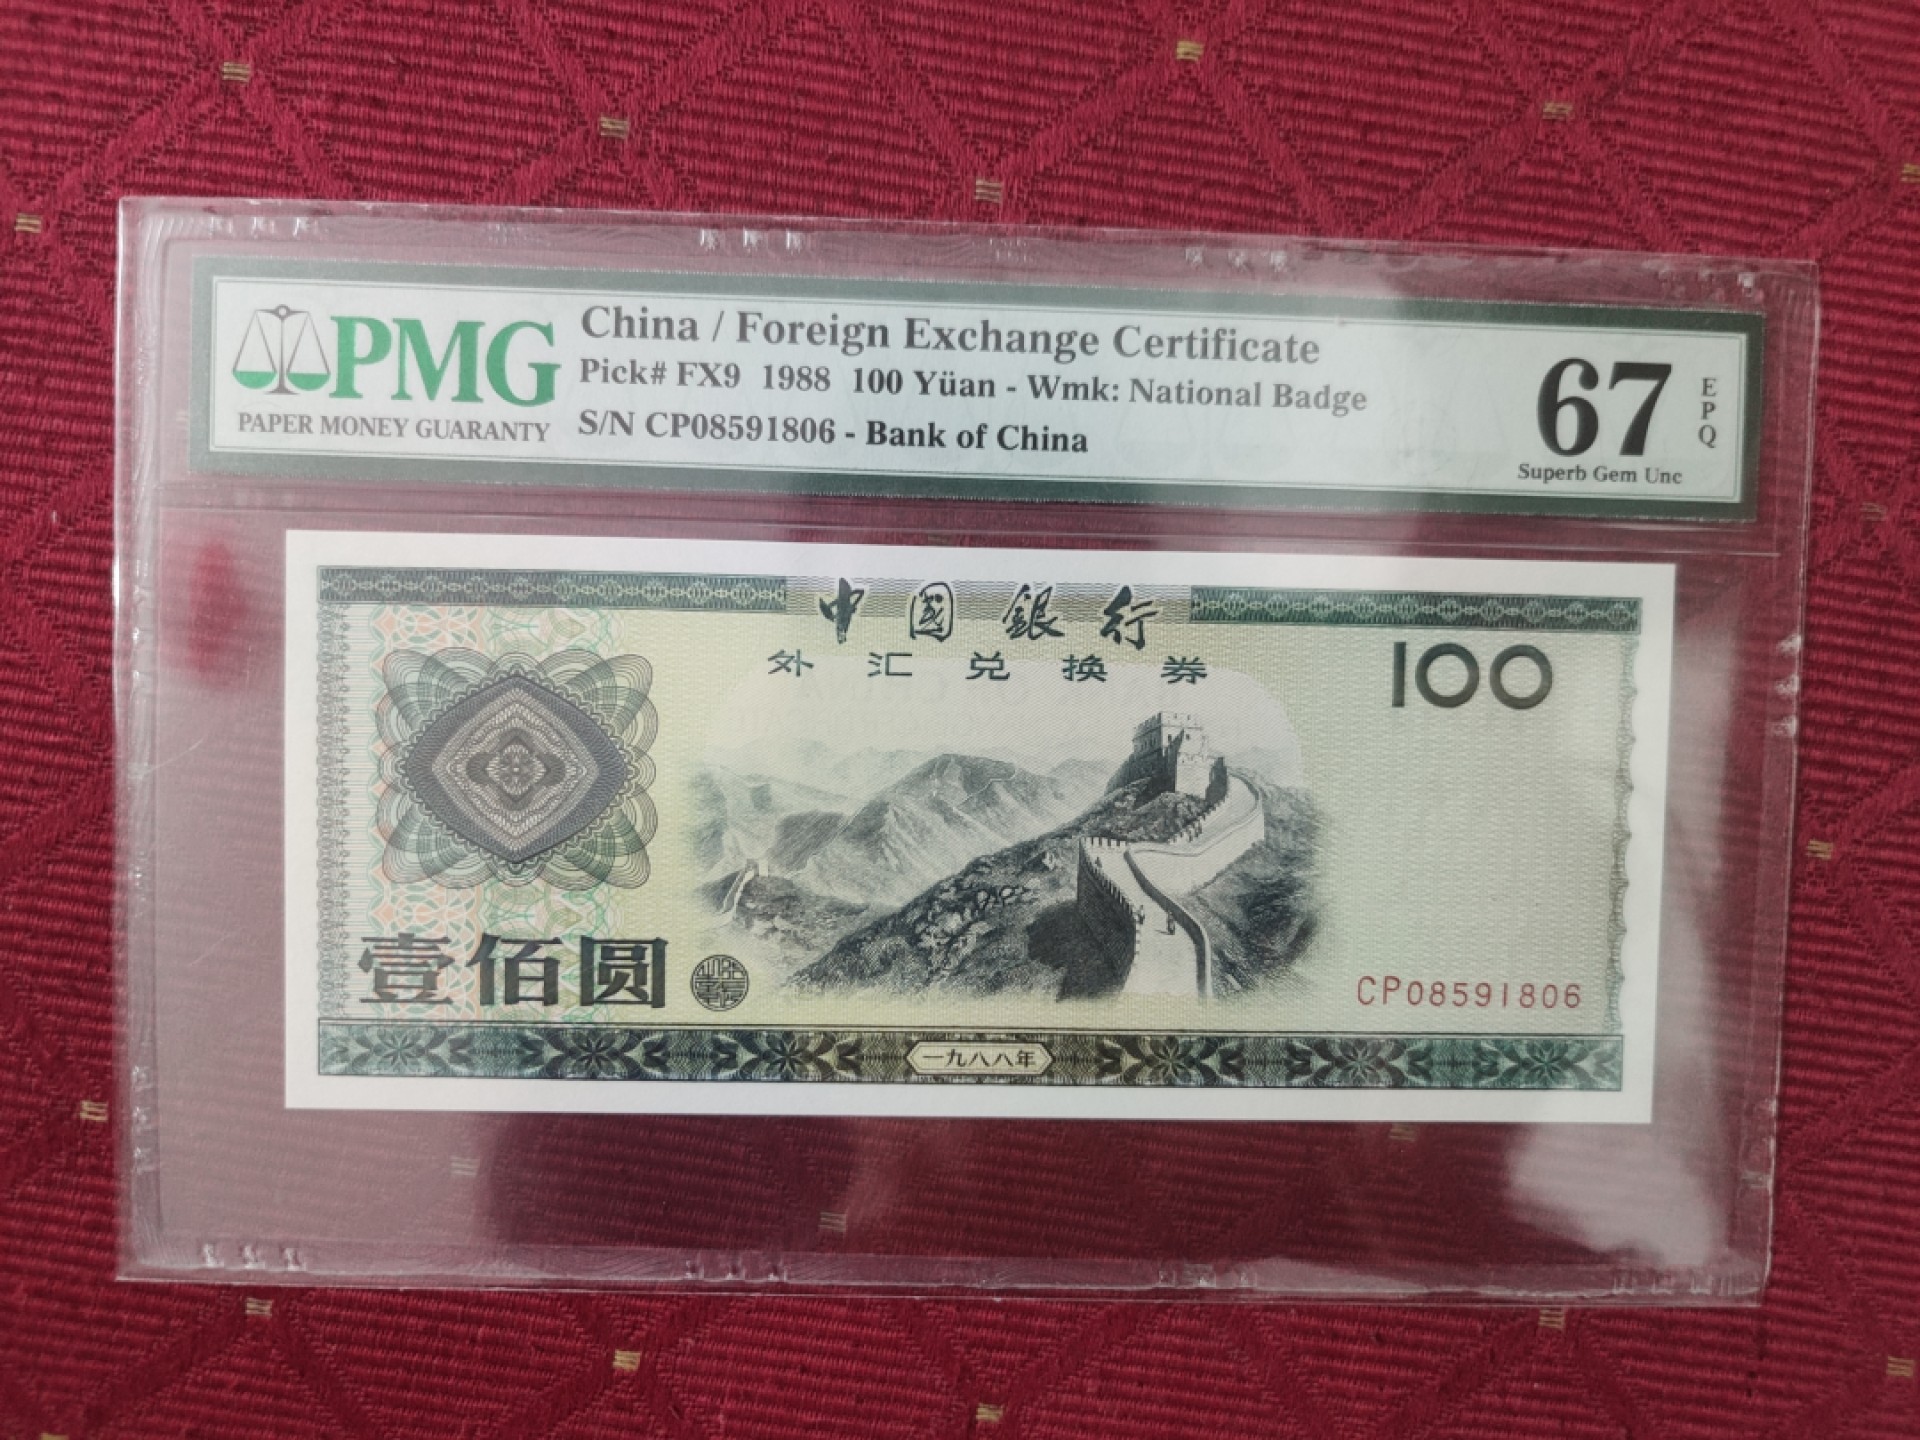 PMG
PAPER MONEY GUARANTY
China / Foreign Exchange Certificate
Pick# FX9 1988 100 Yüan - Wmk: National Badge
S/N CP08591806 - Bank of China
67
EPQ
Superb Gem Unc
中國銀行
外汇兑换券
100
壹佰圆
CP08591806
一九八八年